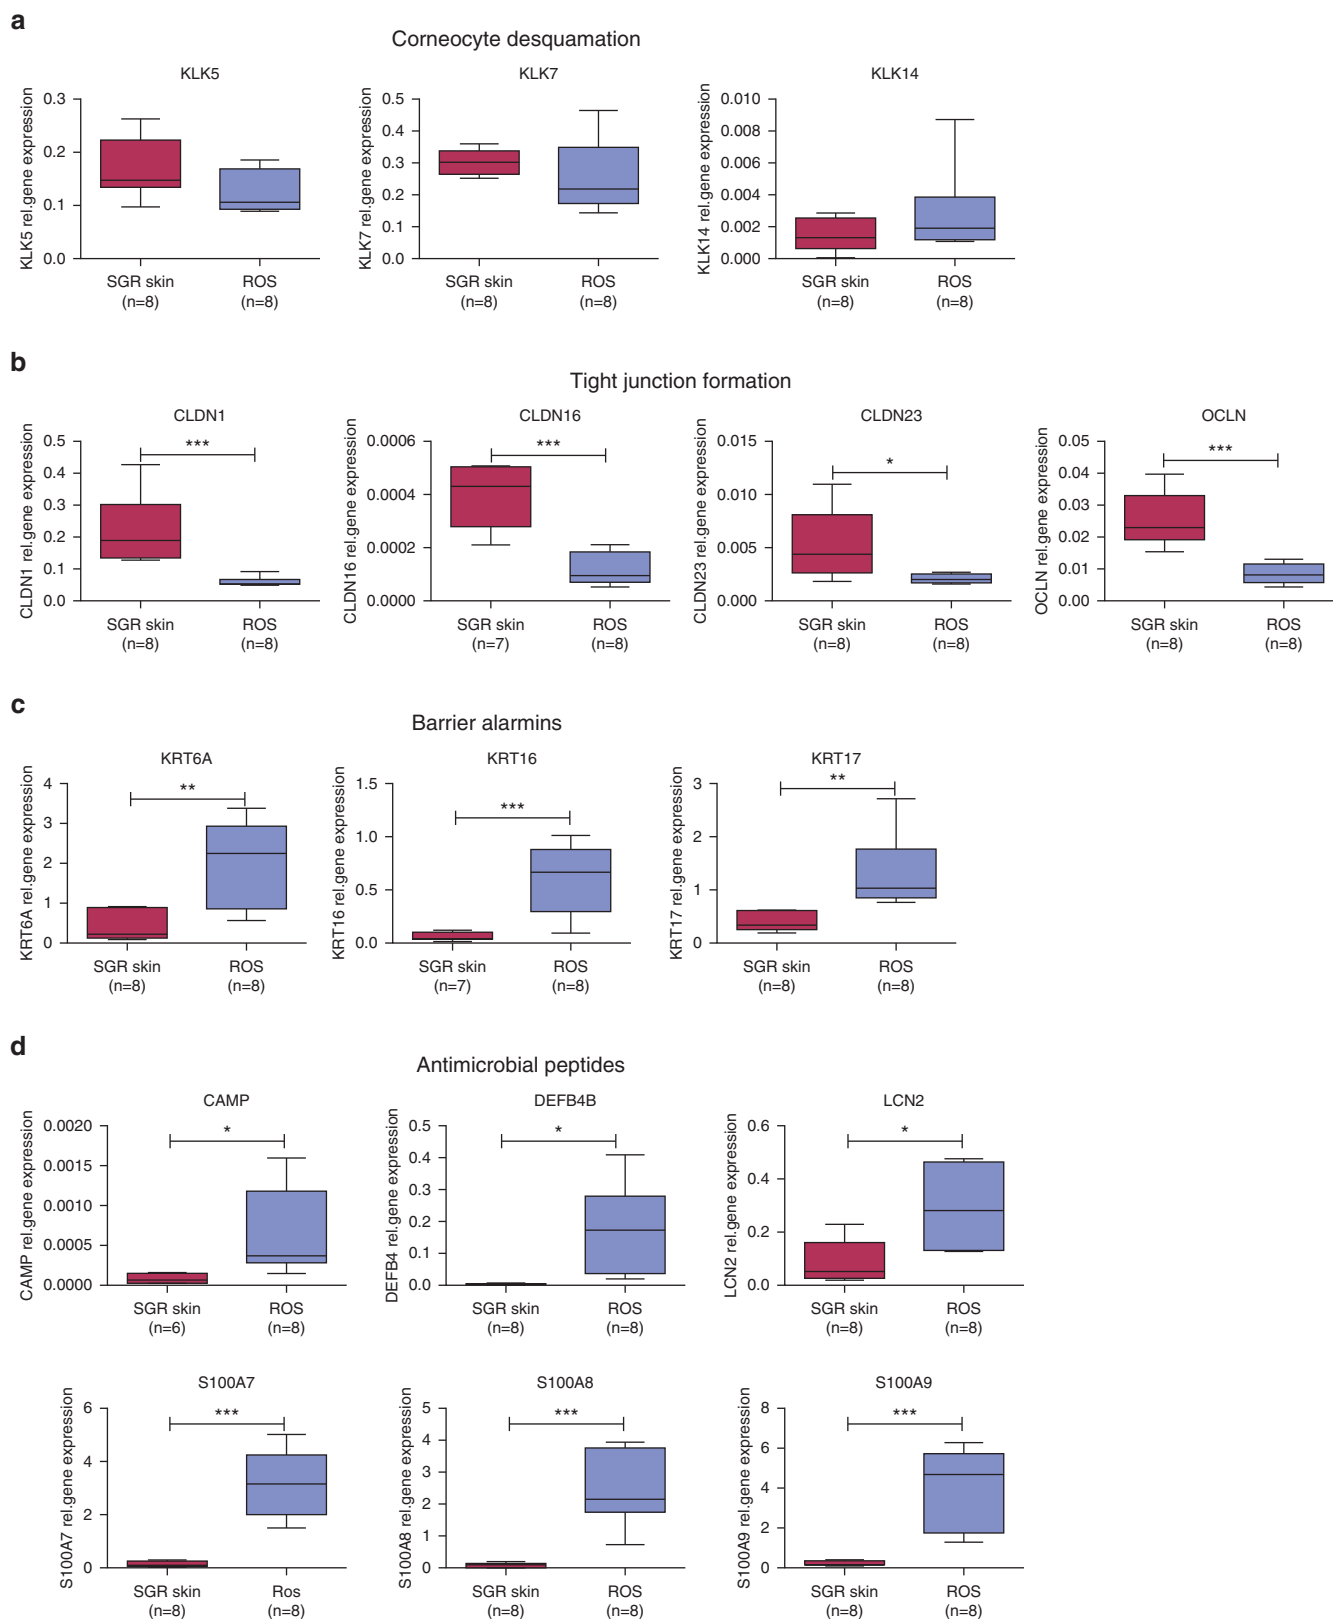 a
Corneocyte desquamation
KLK5
KLK5 rel.gene expression
0.3
0.2
0.1
0.0
SGR skin
(n=8)
ROS
(n=8)
KLK7
KLK7 rel.gene expression
0.5
0.4
0.3
0.2
0.1
0.0
SGR skin
(n=8)
ROS
(n=8)
KLK14
KLK14 rel.gene expression
0.010
0.008
0.006
0.004
0.002
0.000
SGR skin
(n=8)
ROS
(n=8)
b
Tight junction formation
CLDN1
CLDN1 rel.gene expression
0.5
0.4
0.3
0.2
0.1
0.0
***
SGR skin
(n=8)
ROS
(n=8)
CLDN16
CLDN16 rel.gene expression
0.0006
0.0004
0.0002
0.0000
***
SGR skin
(n=7)
ROS
(n=8)
CLDN23
CLDN23 rel.gene expression
0.015
0.010
0.005
0.000
*
SGR skin
(n=8)
ROS
(n=8)
OCLN
OCLN rel.gene expression
0.05
0.04
0.03
0.02
0.01
0.00
***
SGR skin
(n=8)
ROS
(n=8)
c
Barrier alarmins
KRT6A
KRT6A rel.gene expression
4
3
2
1
0
**
SGR skin
(n=8)
ROS
(n=8)
KRT16
KRT16 rel.gene expression
1.5
1.0
0.5
0.0
***
SGR skin
(n=7)
ROS
(n=8)
KRT17
KRT17 rel.gene expression
3
2
1
0
**
SGR skin
(n=8)
ROS
(n=8)
d
Antimicrobial peptides
CAMP
CAMP rel.gene expression
0.0020
0.0015
0.0010
0.0005
0.0000
*
SGR skin
(n=6)
ROS
(n=8)
DEFB4B
DEFB4 rel.gene expression
0.5
0.4
0.3
0.2
0.1
0.0
*
SGR skin
(n=8)
ROS
(n=8)
LCN2
LCN2 rel.gene expression
0.6
0.4
0.2
0.0
*
SGR skin
(n=8)
ROS
(n=8)
S100A7
S100A7 rel.gene expression
6
4
2
0
***
SGR skin
(n=8)
Ros
(n=8)
S100A8
S100A8 rel.gene expression
5
4
3
2
1
0
***
SGR skin
(n=8)
ROS
(n=8)
S100A9
S100A9 rel.gene expression
8
6
4
2
0
***
SGR skin
(n=8)
ROS
(n=8)